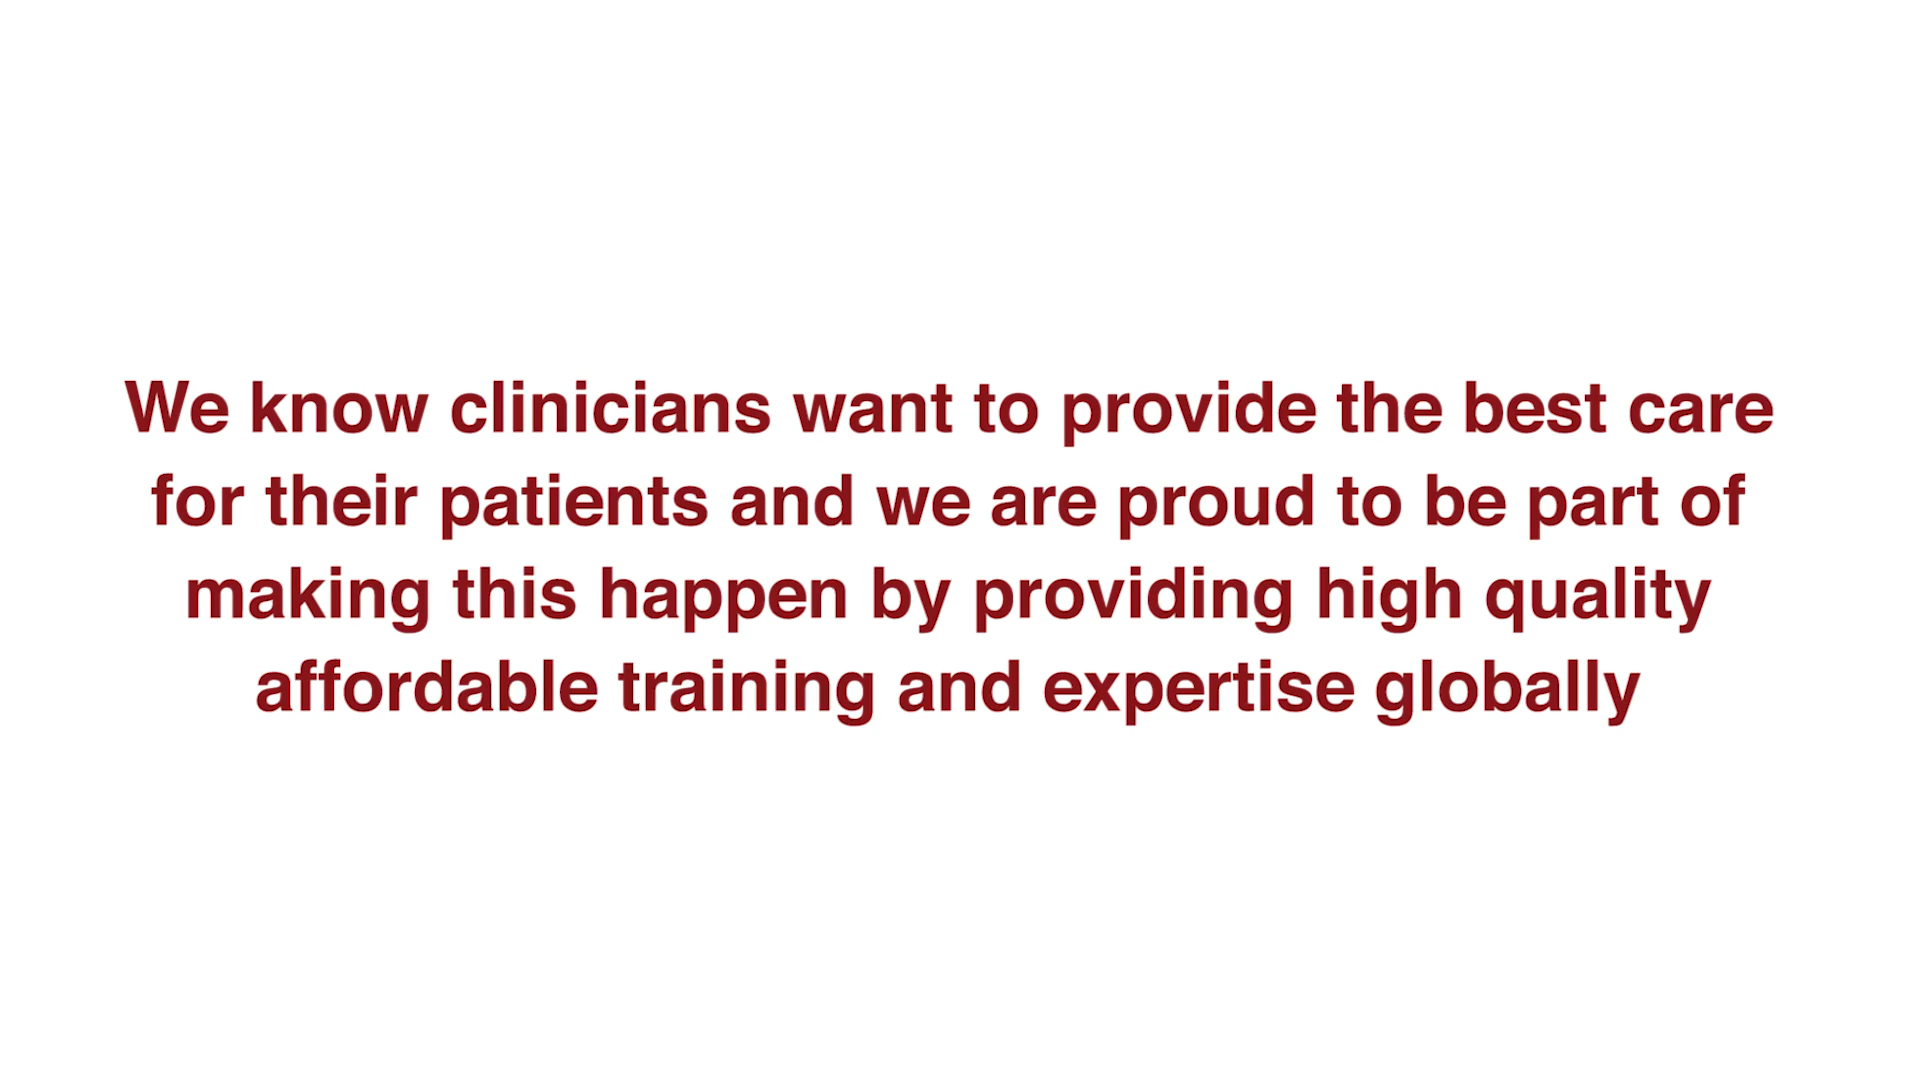 We know clinicians want to provide the best care
for their patients and we are proud to be part of
making this happen by providing high quality
affordable training and expertise globally